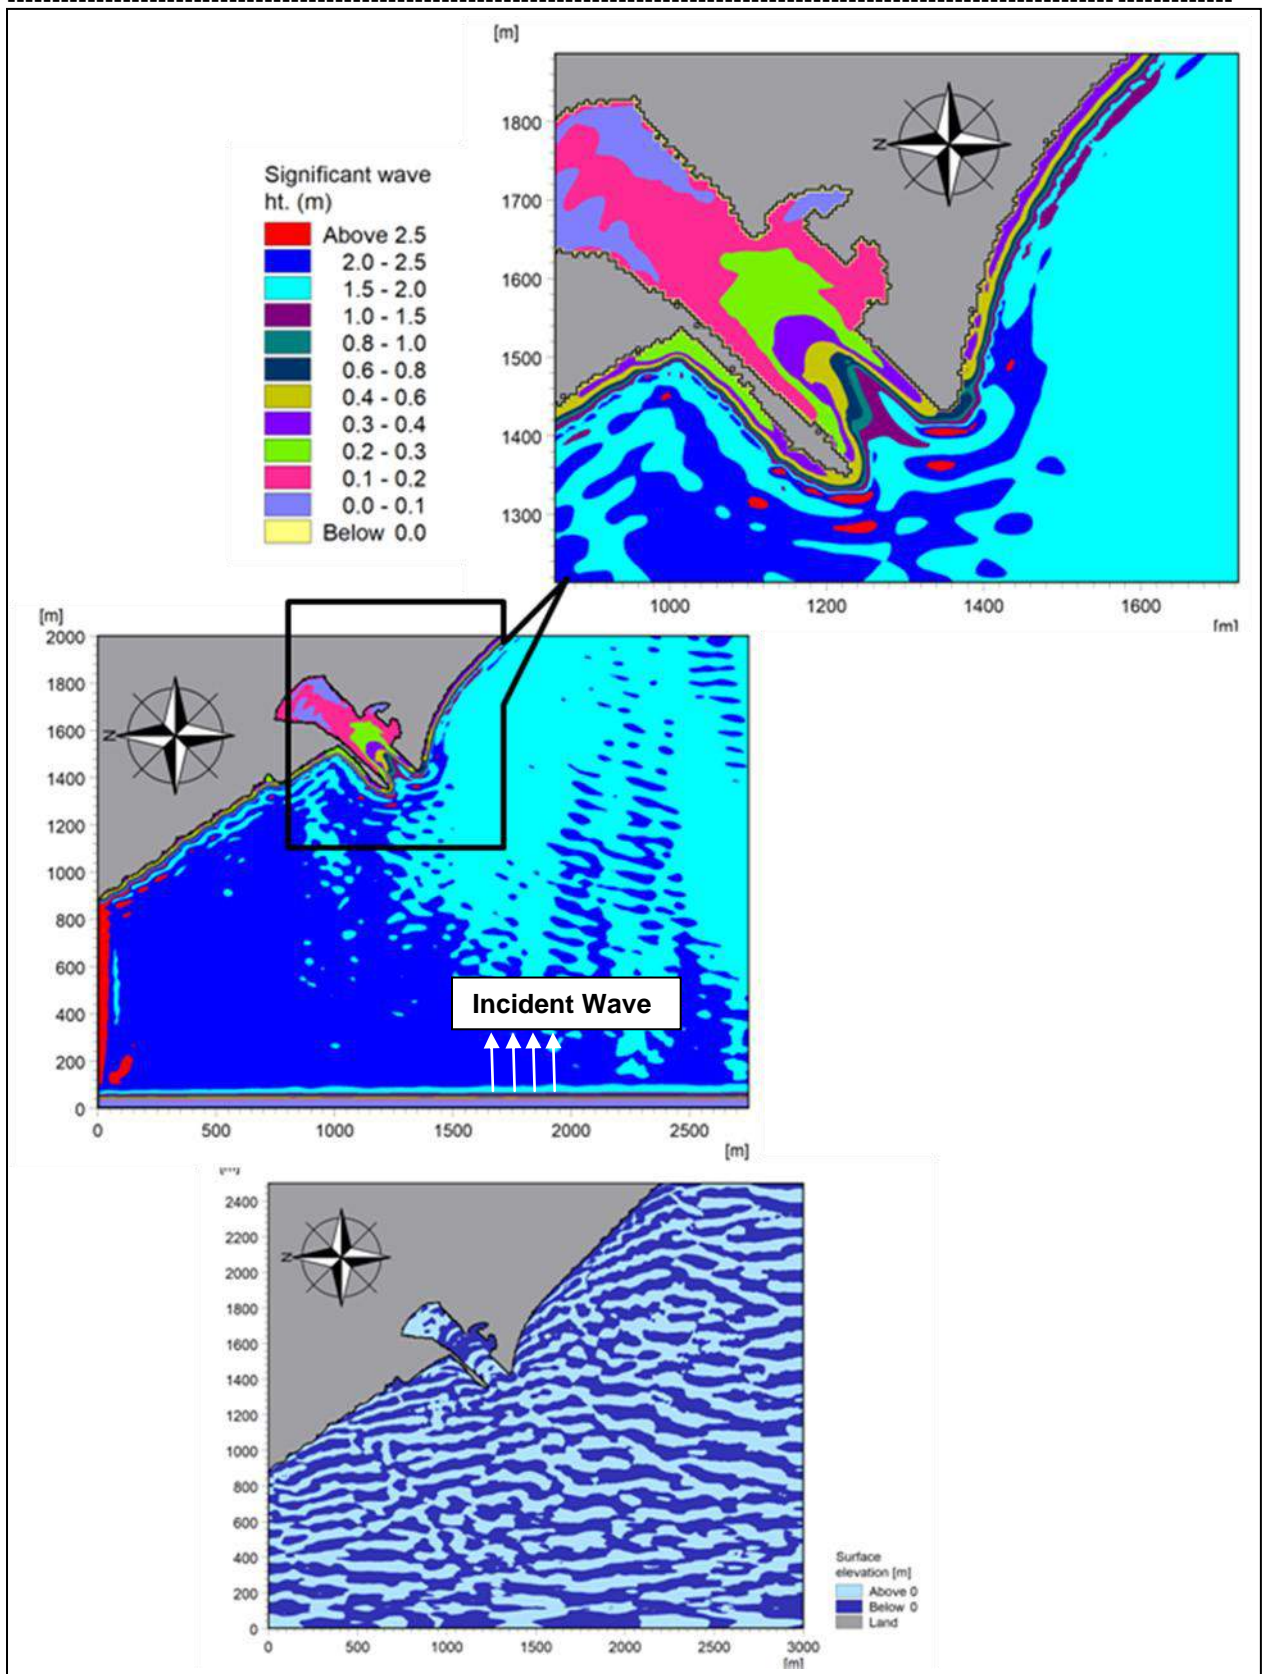 [m]
1800
1700
1600
1500
1400
1300
1000
1200
1400
1600
[m]
N
Significant wave
ht. (m)
Above 2.5
2.0 - 2.5
1.5 - 2.0
1.0 - 1.5
0.8 - 1.0
0.6 - 0.8
0.4 - 0.6
0.3 - 0.4
0.2 - 0.3
0.1 - 0.2
0.0 - 0.1
Below 0.0
[m]
2000
1800
1600
1400
1200
1000
800
600
400
200
0
N
Incident Wave
0
500
1000
1500
2000
2500
[m]
[m]
2400
2200
2000
1800
1600
1400
1200
1000
800
600
400
200
0
N
0
500
1000
1500
2000
2500
3000
[m]
Surface
elevation [m]
Above 0
Below 0
Land